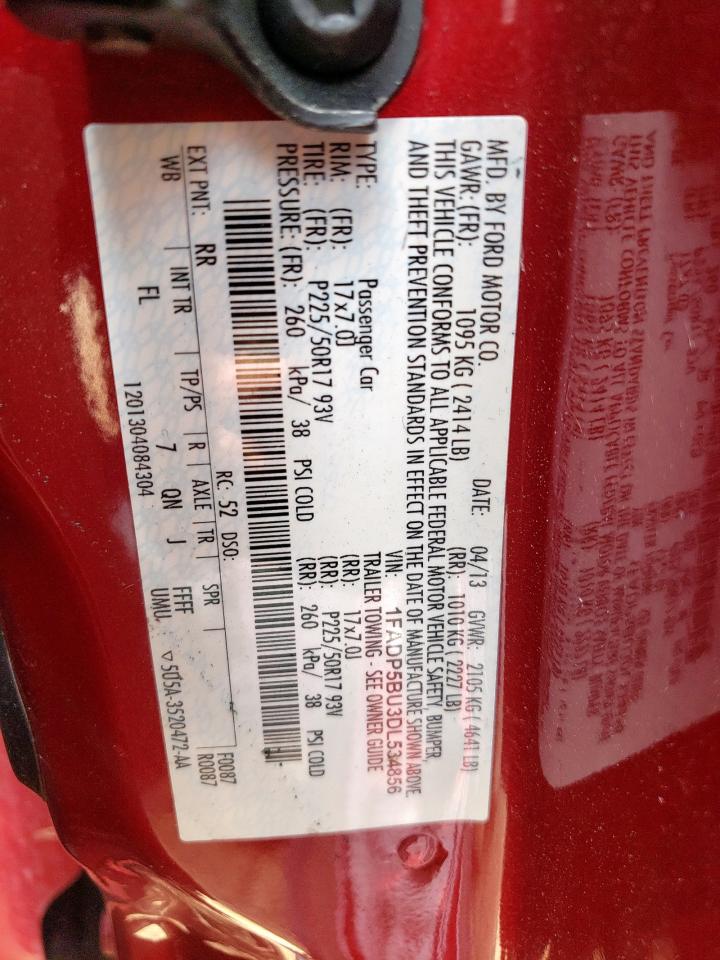 MFD. BY FORD MOTOR CO.
DATE: 04/13 GVWR: 2105 KG ( 4641 LB)
GAWR: (FR): 1095 KG ( 2414 LB) (RR): 1010 KG ( 2227 LB)
THIS VEHICLE CONFORMS TO ALL APPLICABLE FEDERAL MOTOR VEHICLE SAFETY, BUMPER,
AND THEFT PREVENTION STANDARDS IN EFFECT ON THE DATE OF MANUFACTURE SHOWN ABOVE.
VIN: 1FADP5BU3DL534856
TYPE: Passenger Car TRAILER TOWING - SEE OWNER GUIDE
RIM: (FR): 17x7.0J (RR): 17x7.0J
TIRE: (FR): P225/50R17 93V (RR): P225/50R17 93V
PRESSURE: (FR): 260 kPa/ 38 PSI COLD (RR): 260 kPa/ 38 PSI COLD
EXT PNT: RR RC: 52 DSO: F0087
WB | INT TR | TP/PS | R | AXLE | TR | SPR | R0087
FL 7 QN J FFFF
1201304084304 UMU ▽5U5A-3520472-AA